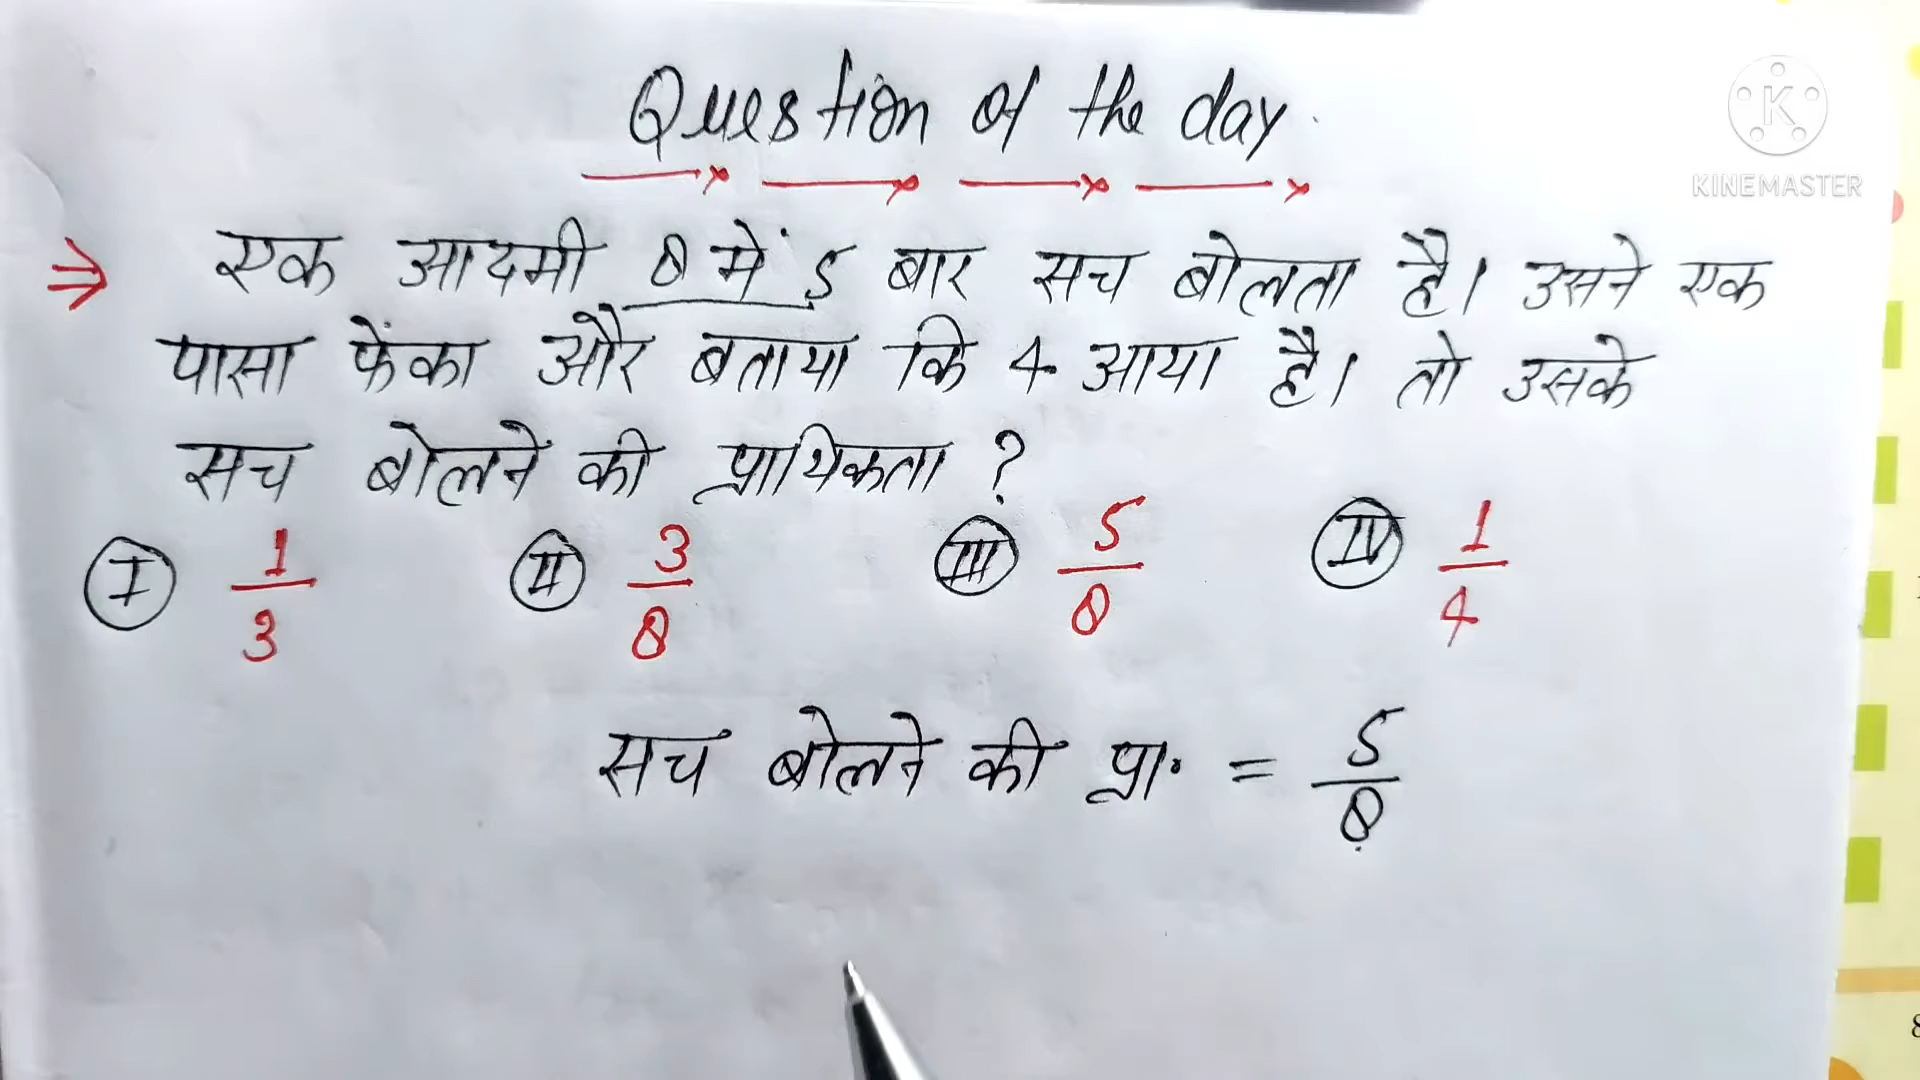 Question of the day.
एक आदमी 8 में 5 बार सच बोलता है। उसने एक
पासा फेंका और बताया कि 4 आया है। तो उसके
सच बोलने की प्रायिकता ?
I 1/3 II 3/8 III 5/8 IV 1/4
सच बोलने की प्रा. = 5/8
KINEMASTER